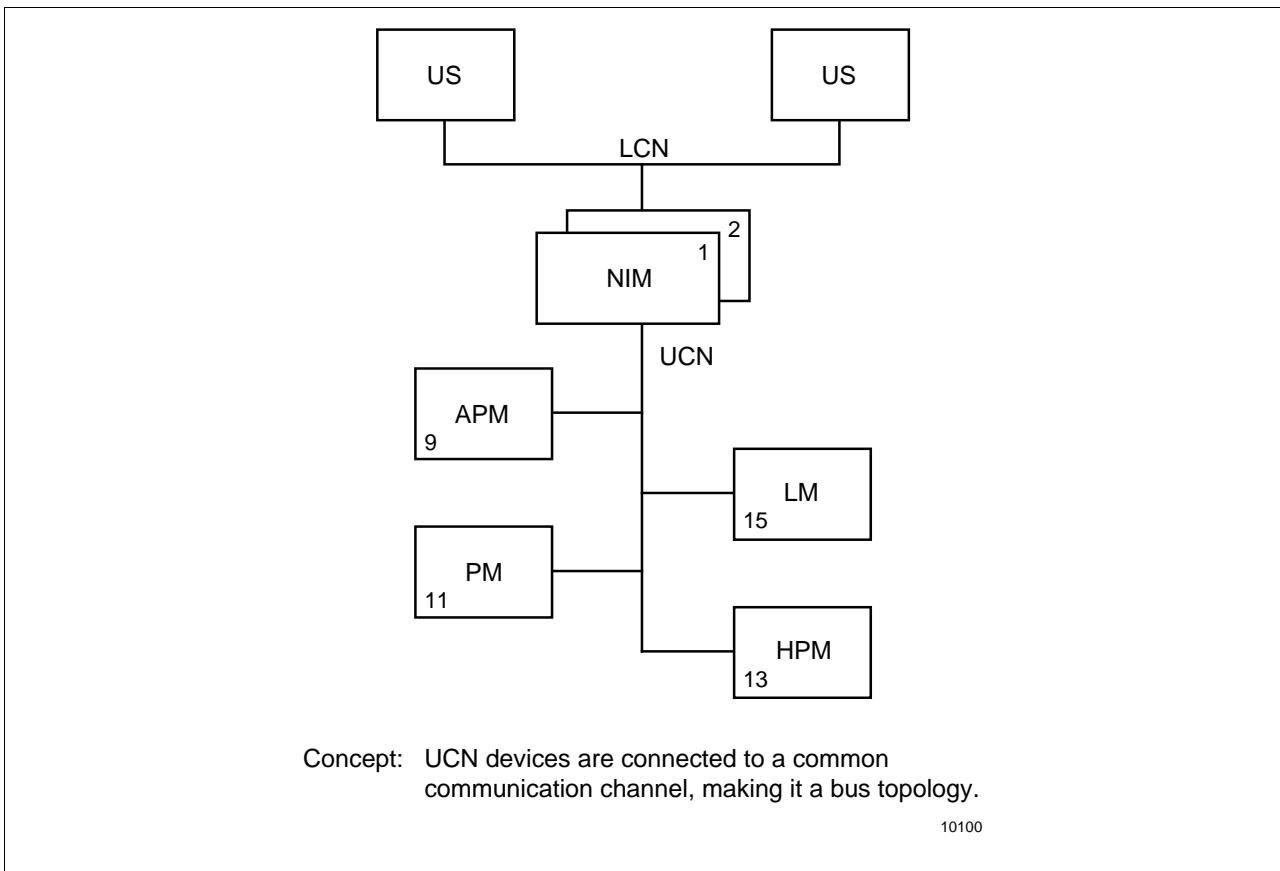 US
US
LCN
2
1
NIM
UCN
APM
9
LM
15
PM
11
HPM
13
Concept: UCN devices are connected to a common
communication channel, making it a bus topology.
10100